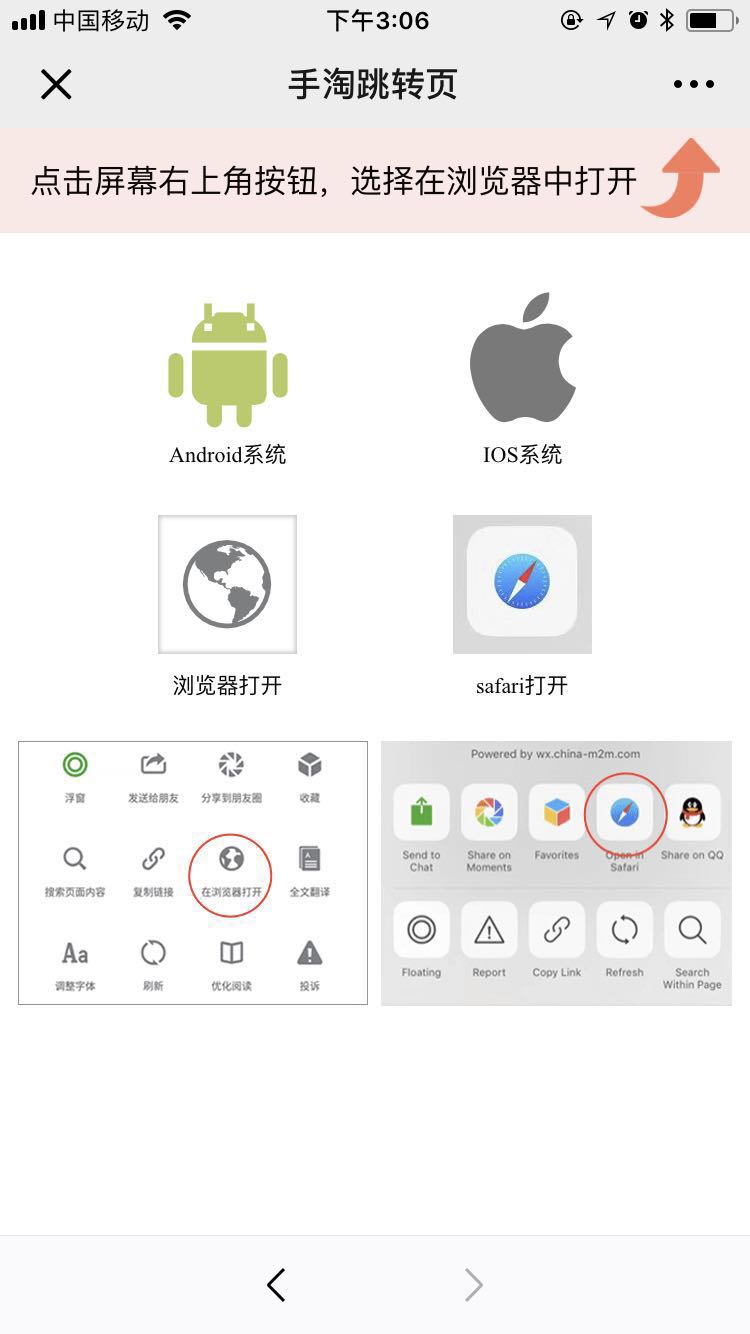 中国移动
下午3:06
手淘跳转页
点击屏幕右上角按钮，选择在浏览器中打开
Android系统
IOS系统
浏览器打开
safari打开
浮窗
发送给朋友
分享到朋友圈
收藏
搜索页面内容
复制链接
在浏览器打开
全文翻译
Aa
调整字体
刷新
优化阅读
投诉
Powered by wx.china-m2m.com
Send to
Chat
Share on
Moments
Favorites
Open in
Safari
Share on QQ
Floating
Report
Copy Link
Refresh
Search
Within Page